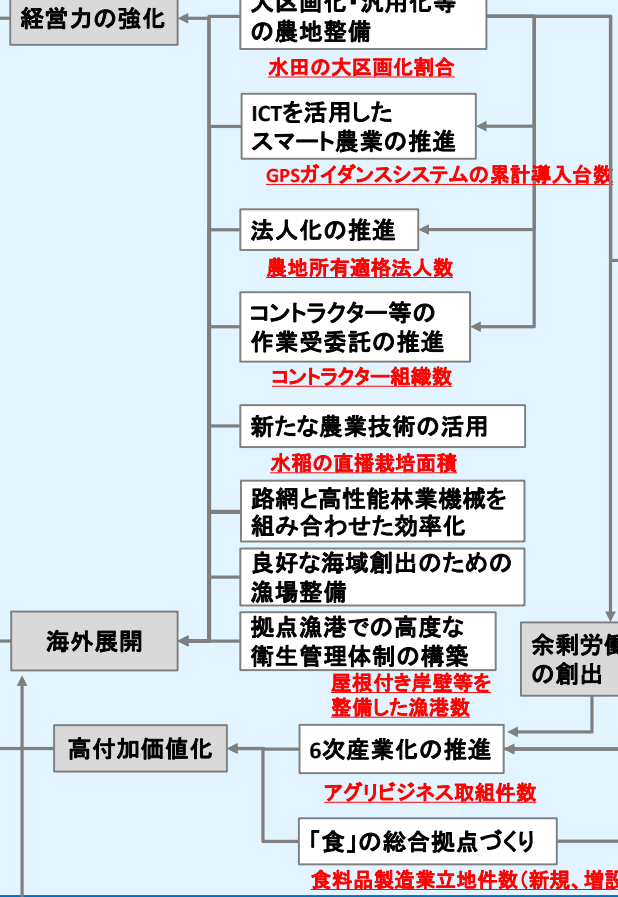 経営力の強化
大区画化・汎用化等
の農地整備
水田の大区画化割合
ICTを活用した
スマート農業の推進
GPSガイダンスシステムの累計導入台数
法人化の推進
農地所有適格法人数
コントラクター等の
作業受委託の推進
コントラクター組織数
新たな農業技術の活用
水稲の直播栽培面積
路網と高性能林業機械を
組み合わせた効率化
良好な海域創出のための
漁場整備
海外展開
拠点漁港での高度な
衛生管理体制の構築
屋根付き岸壁等を
整備した漁港数
余剰労働
の創出
高付加価値化
6次産業化の推進
アグリビジネス取組件数
「食」の総合拠点づくり
食料品製造業立地件数（新規、増設